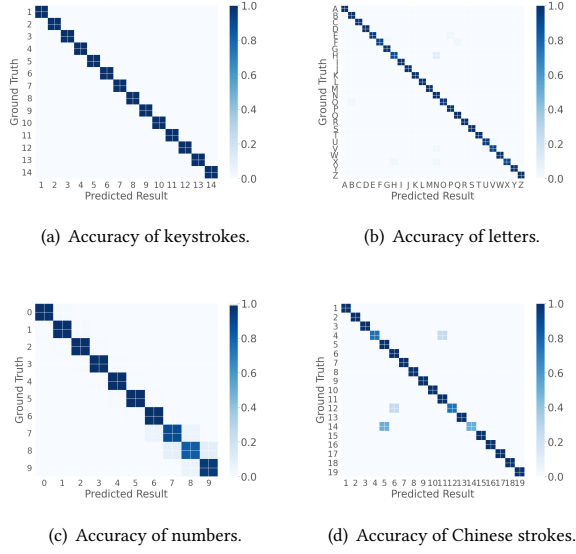 1.0
0.8
0.6
0.4
0.2
0.0
Ground Truth
1
2
3
4
5
6
7
8
9
10
11
12
13
14
1 2 3 4 5 6 7 8 9 10 11 12 13 14
Predicted Result
(a) Accuracy of keystrokes.
1.0
0.8
0.6
0.4
0.2
0.0
Ground Truth
A
B
C
D
E
F
G
H
I
J
K
L
M
N
O
P
Q
R
S
T
U
V
W
X
Y
Z
A B C D E F G H I J K L M N O P Q R S T U V W X Y Z
Predicted Result
(b) Accuracy of letters.
1.0
0.8
0.6
0.4
0.2
0.0
Ground Truth
0
1
2
3
4
5
6
7
8
9
0 1 2 3 4 5 6 7 8 9
Predicted Result
(c) Accuracy of numbers.
1.0
0.8
0.6
0.4
0.2
0.0
Ground Truth
1
2
3
4
5
6
7
8
9
10
11
12
13
14
15
16
17
18
19
1 2 3 4 5 6 7 8 9 10 11 12 13 14 15 16 17 18 19
Predicted Result
(d) Accuracy of Chinese strokes.